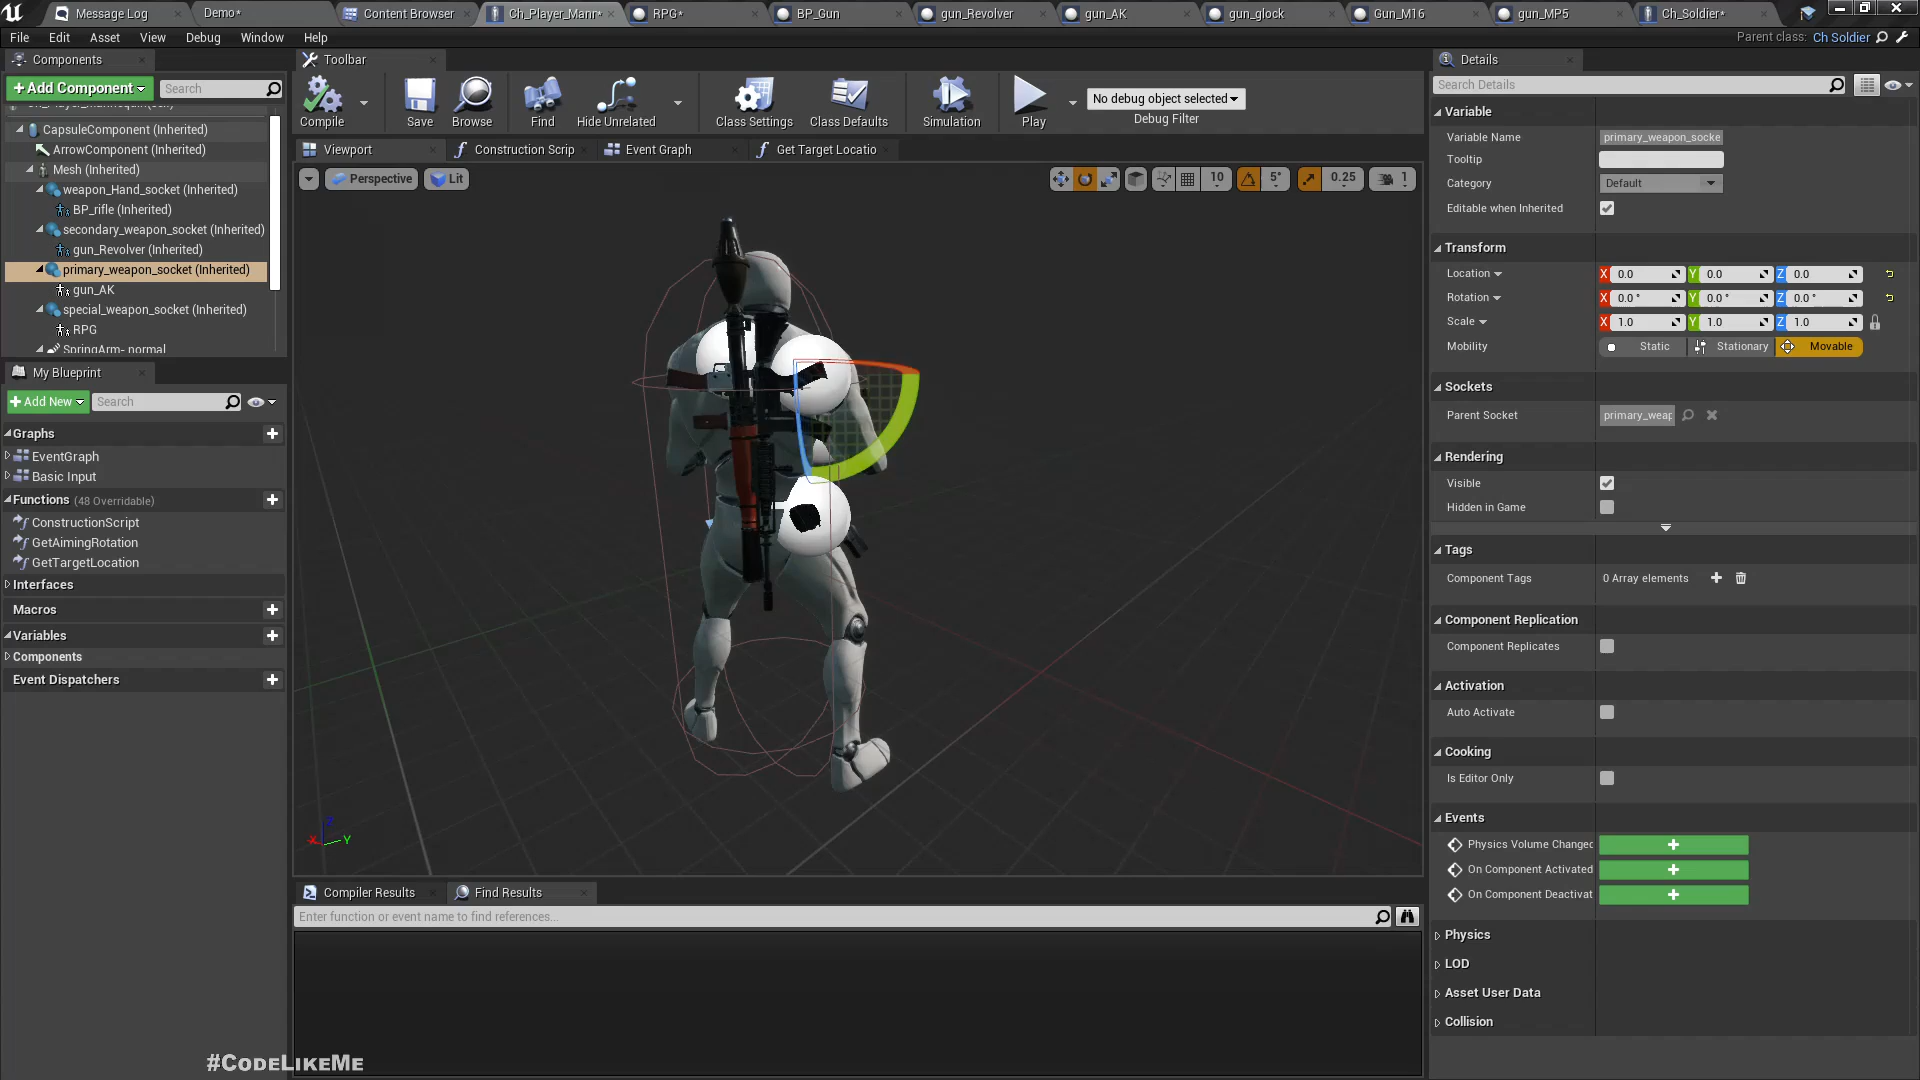 Message Log
Demo*
Content Browser
Ch_Player_Manr*
RPG*
BP_Gun
gun_Revolver
gun_AK
gun_glock
Gun_M16
gun_MP5
Ch_Soldier*
File Edit Asset View Debug Window Help
Parent class: Ch Soldier
Components
Toolbar
Details
+ Add Component
Search
Search Details
Compile
Save
Browse
Find
Hide Unrelated
Class Settings
Class Defaults
Simulation
Play
No debug object selected
Debug Filter
CapsuleComponent (Inherited)
ArrowComponent (Inherited)
Mesh (Inherited)
weapon_Hand_socket (Inherited)
BP_rifle (Inherited)
secondary_weapon_socket (Inherited)
gun_Revolver (Inherited)
primary_weapon_socket (Inherited)
gun_AK
special_weapon_socket (Inherited)
RPG
SpringArm- normal
Viewport
Construction Scrip
Event Graph
Get Target Locatio
Perspective
Lit
10
5°
0.25
1
X
Y
Z
My Blueprint
+ Add New
Search
Graphs
EventGraph
Basic Input
Functions (48 Overridable)
ConstructionScript
GetAimingRotation
GetTargetLocation
Interfaces
Macros
Variables
Components
Event Dispatchers
Compiler Results
Find Results
Enter function or event name to find references...
Variable
Variable Name primary_weapon_socke
Tooltip
Category Default
Editable when Inherited
Transform
Location X 0.0 Y 0.0 Z 0.0
Rotation X 0.0 ° Y 0.0 ° Z 0.0 °
Scale X 1.0 Y 1.0 Z 1.0
Mobility Static Stationary Movable
Sockets
Parent Socket primary_weap
Rendering
Visible
Hidden in Game
Tags
Component Tags 0 Array elements
Component Replication
Component Replicates
Activation
Auto Activate
Cooking
Is Editor Only
Events
Physics Volume Changed
On Component Activated
On Component Deactivat
Physics
LOD
Asset User Data
Collision
#CodeLikeMe